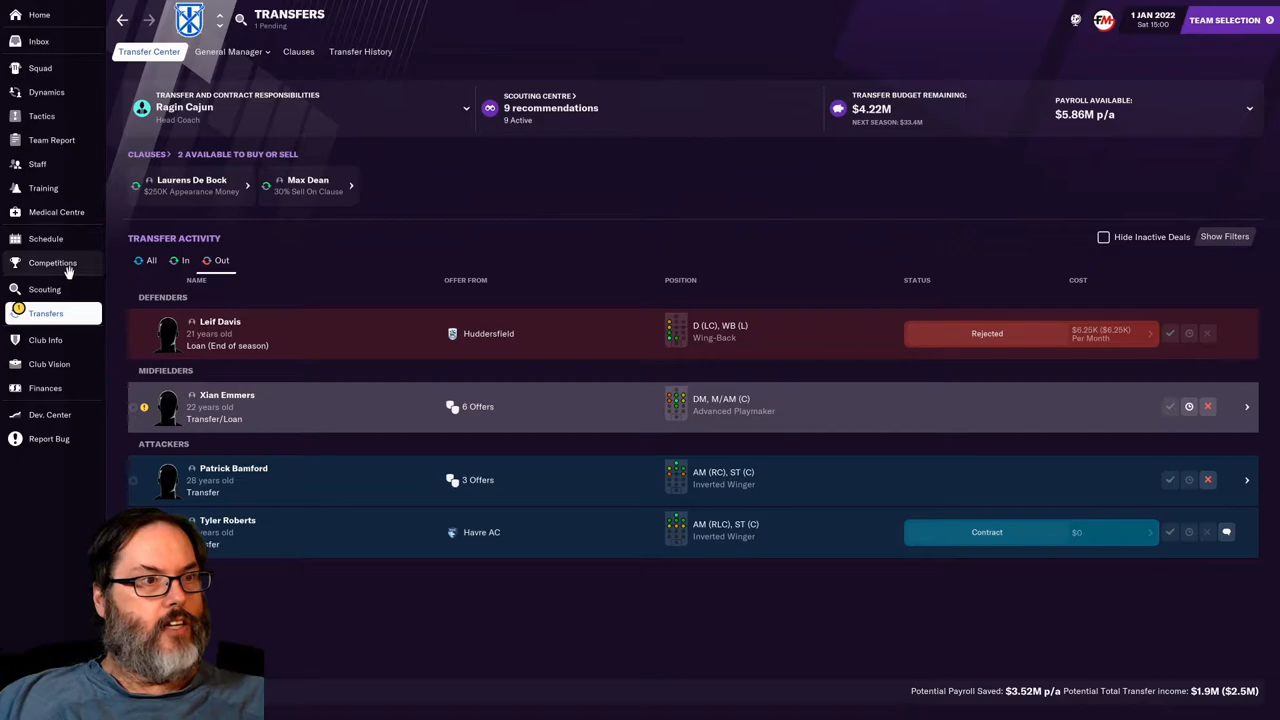 Home
Inbox
Squad
Dynamics
Tactics
Team Report
Staff
Training
Medical Centre
Schedule
Competitions
Scouting
1
Transfers
Club Info
Club Vision
Finances
Dev. Center
Report Bug
TRANSFERS
1 Pending
FM
1 JAN 2022
Sat 15:00
TEAM SELECTION
Transfer Center
General Manager
Clauses
Transfer History
TRANSFER AND CONTRACT RESPONSIBILITIES
Ragin Cajun
Head Coach
SCOUTING CENTRE>
9 recommendations
9 Active
TRANSFER BUDGET REMAINING:
$4.22M
NEXT SEASON: $33.4M
PAYROLL AVAILABLE:
$5.86M p/a
CLAUSES> 2 AVAILABLE TO BUY OR SELL
Laurens De Bock
$250K Appearance Money
Max Dean
30% Sell On Clause
TRANSFER ACTIVITY
Hide Inactive Deals
Show Filters
All
In
Out
NAME
OFFER FROM
POSITION
STATUS
COST
DEFENDERS
Leif Davis
21 years old
Loan (End of season)
Huddersfield
D (LC), WB (L)
Wing-Back
Rejected
$6.25K ($6.25K)
Per Month
MIDFIELDERS
Xian Emmers
22 years old
Transfer/Loan
6 Offers
DM, M/AM (C)
Advanced Playmaker
ATTACKERS
Patrick Bamford
28 years old
Transfer
3 Offers
AM (RC), ST (C)
Inverted Winger
Tyler Roberts
years old
Havre AC
AM (RLC), ST (C)
Inverted Winger
Contract
$0
Potential Payroll Saved: $3.52M p/a Potential Total Transfer income: $1.9M ($2.5M)